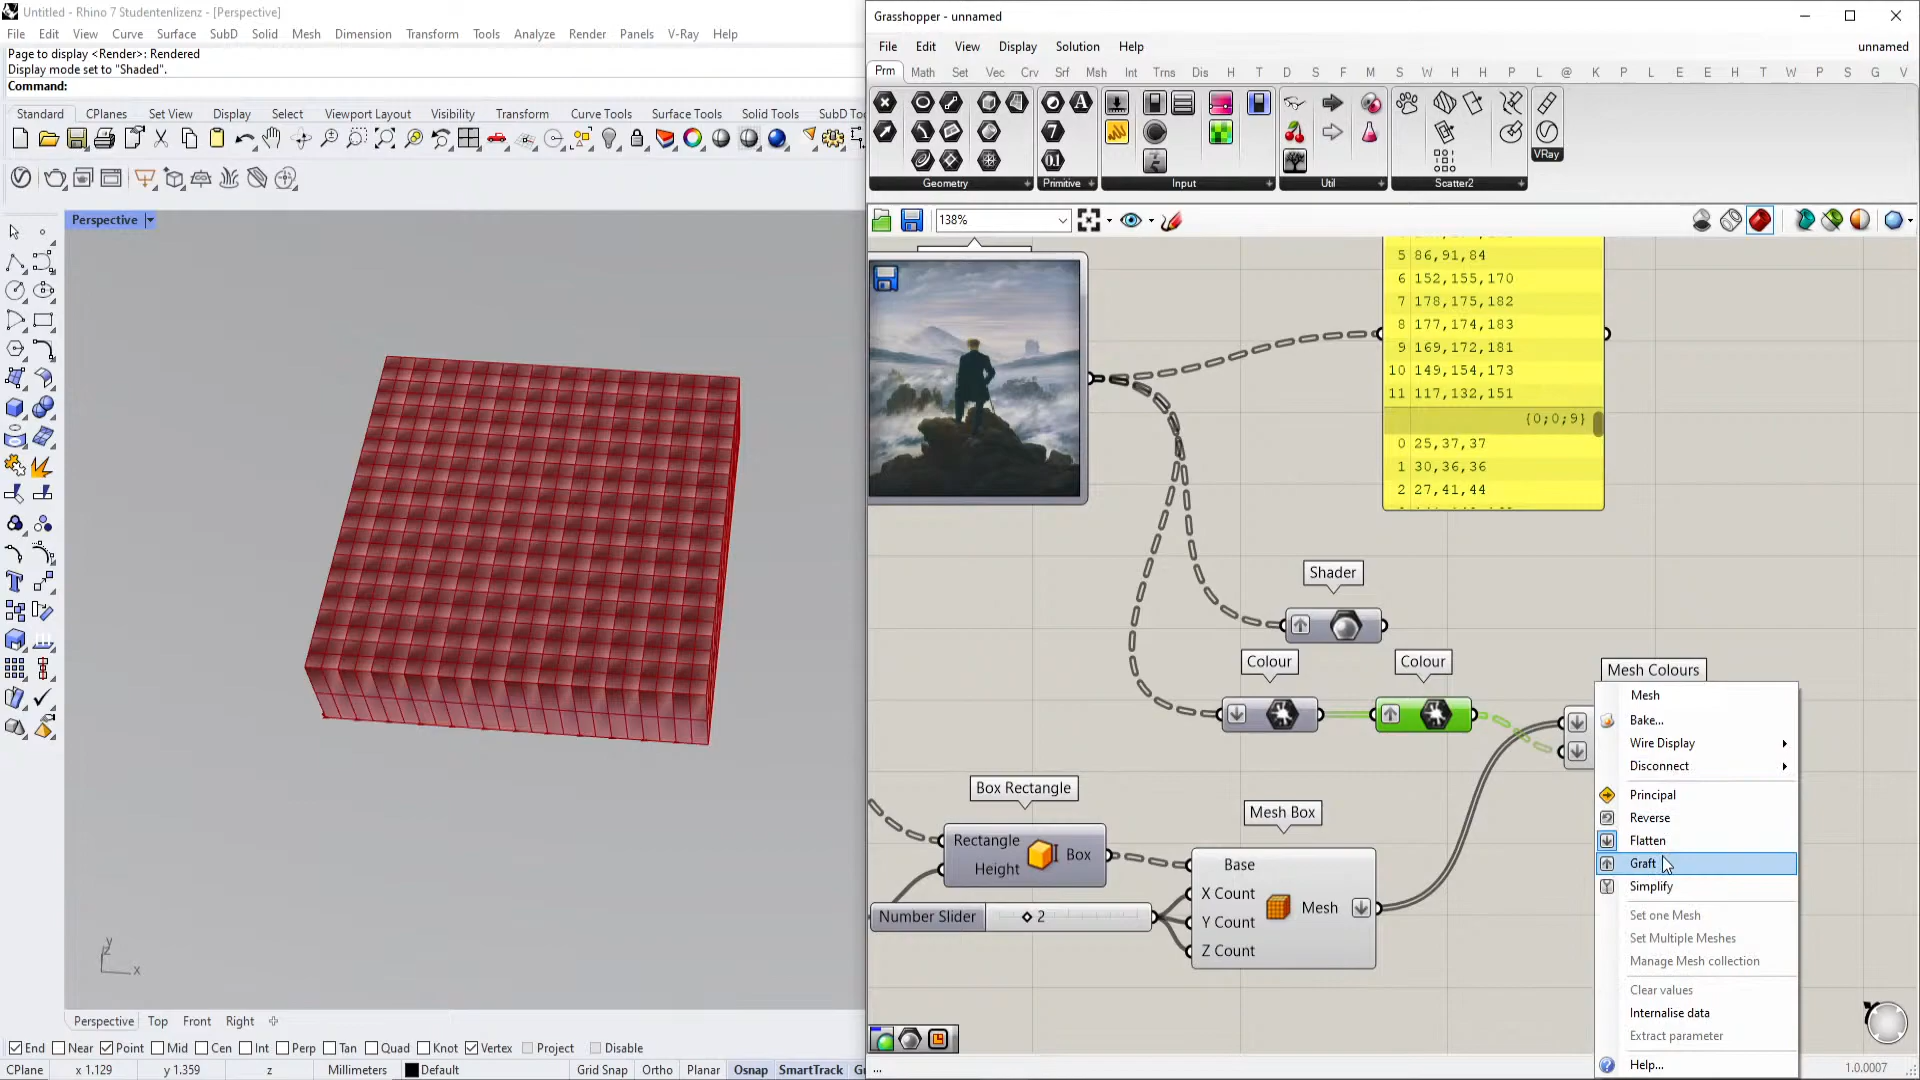 Untitled - Rhino 7 Studentenlizenz - [Perspective]
File Edit View Curve Surface SubD Solid Mesh Dimension Transform Tools Analyze Render Panels V-Ray Help
Page to display <Render>: Rendered
Display mode set to "Shaded".
Command:
Standard CPlanes Set View Display Select Viewport Layout Visibility Transform Curve Tools Surface Tools Solid Tools SubD To
Perspective
y
z
x
Perspective Top Front Right
End Near Point Mid Cen Int Perp Tan Quad Knot Vertex Project Disable
CPlane x 1.129 y 1.359 z Millimeters Default Grid Snap Ortho Planar Osnap SmartTrack Gu
Grasshopper - unnamed
File Edit View Display Solution Help unnamed
Prm Math Set Vec Crv Srf Msh Int Trns Dis H T D S F M S W H H P L @ K P L E E H T W P S G V
VRay
Geometry Primitive Input Util Scatter2
138%
5 86,91,84
6 152,155,170
7 178,175,182
8 177,174,183
9 169,172,181
10 149,154,173
11 117,132,151
{0;0;9}
0 25,37,37
1 30,36,36
2 27,41,44
Shader
Colour Colour
Mesh Colours
Box Rectangle
Rectangle
Height
Box
Number Slider 2
Mesh Box
Base
X Count
Y Count
Z Count
Mesh
Mesh
Bake...
Wire Display
Disconnect
Principal
Reverse
Flatten
Graft
Simplify
Set one Mesh
Set Multiple Meshes
Manage Mesh collection
Clear values
Internalise data
Extract parameter
Help...
...
1.0.0007